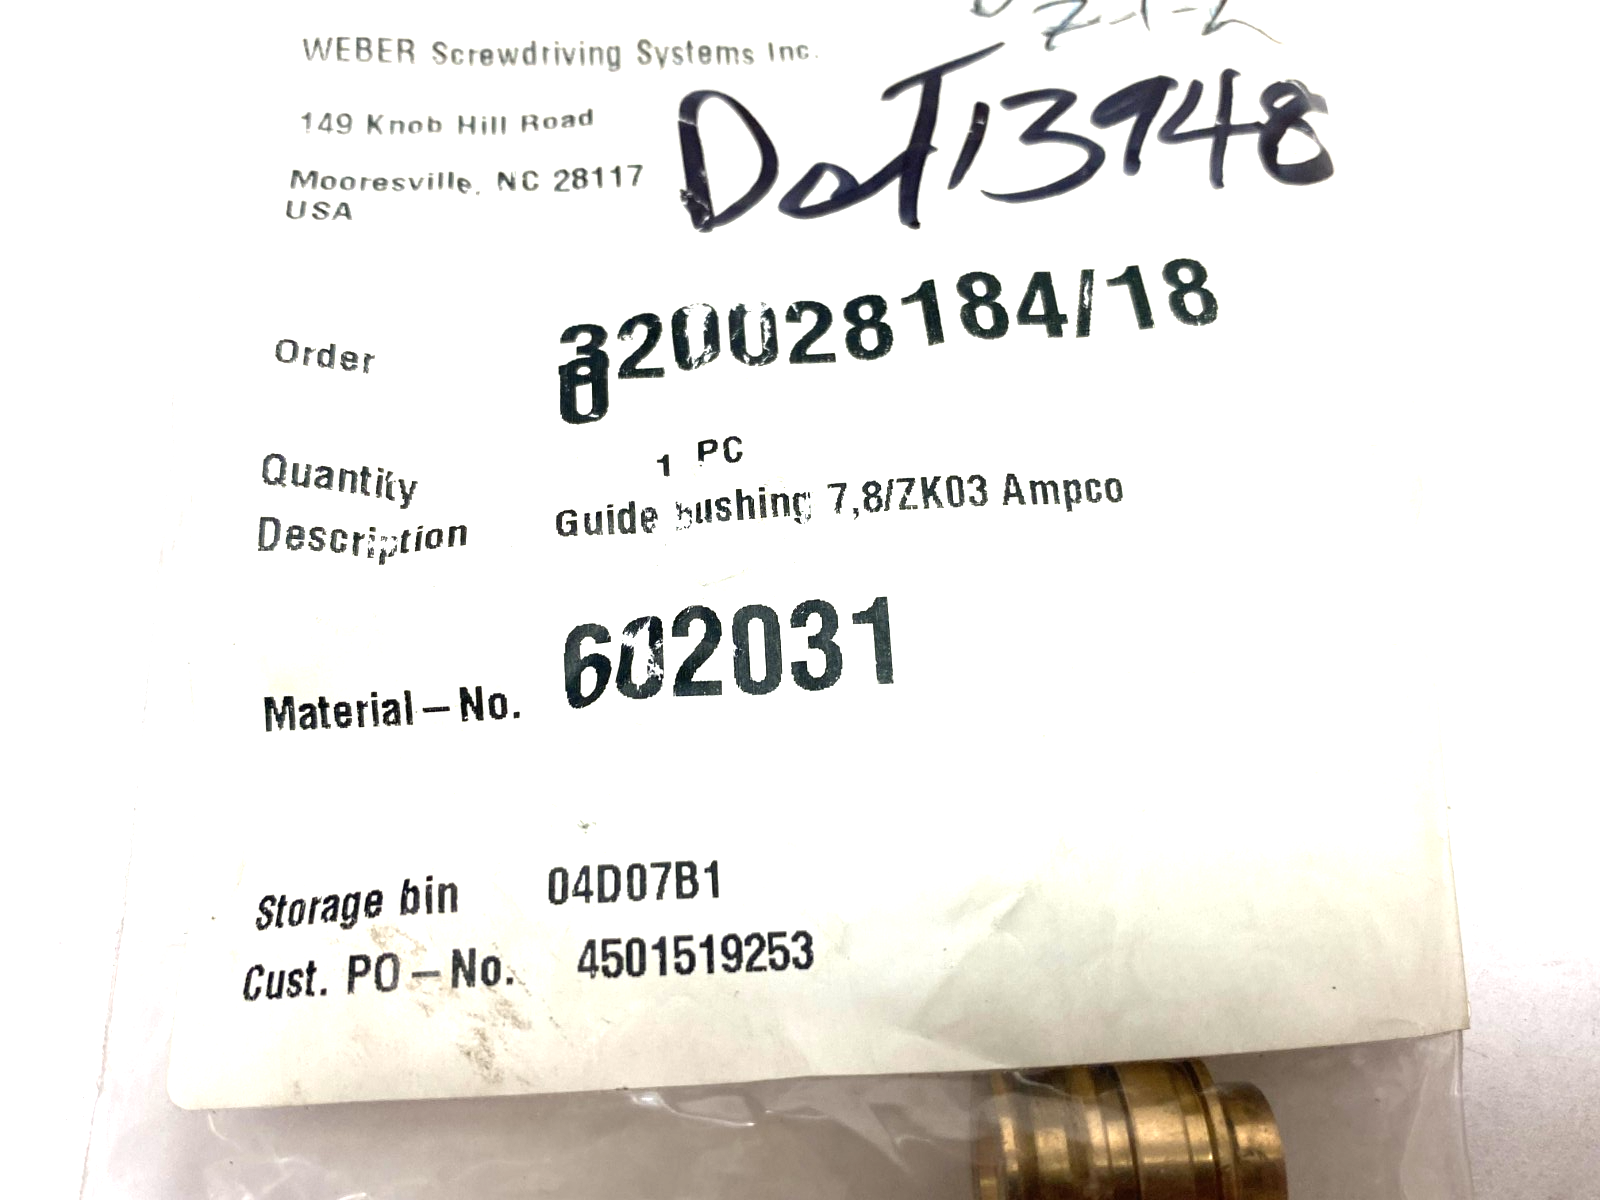 WEBER Screwdriving Systems Inc.
DoT13948
149 Knob Hill Road
Mooresville, NC 28117
USA
Order 320028184/18
0
Quantity 1 PC
Description Guide bushing 7,8/ZK03 Ampco
Material-No. 602031
Storage bin 04D07B1
Cust. PO-No. 4501519253